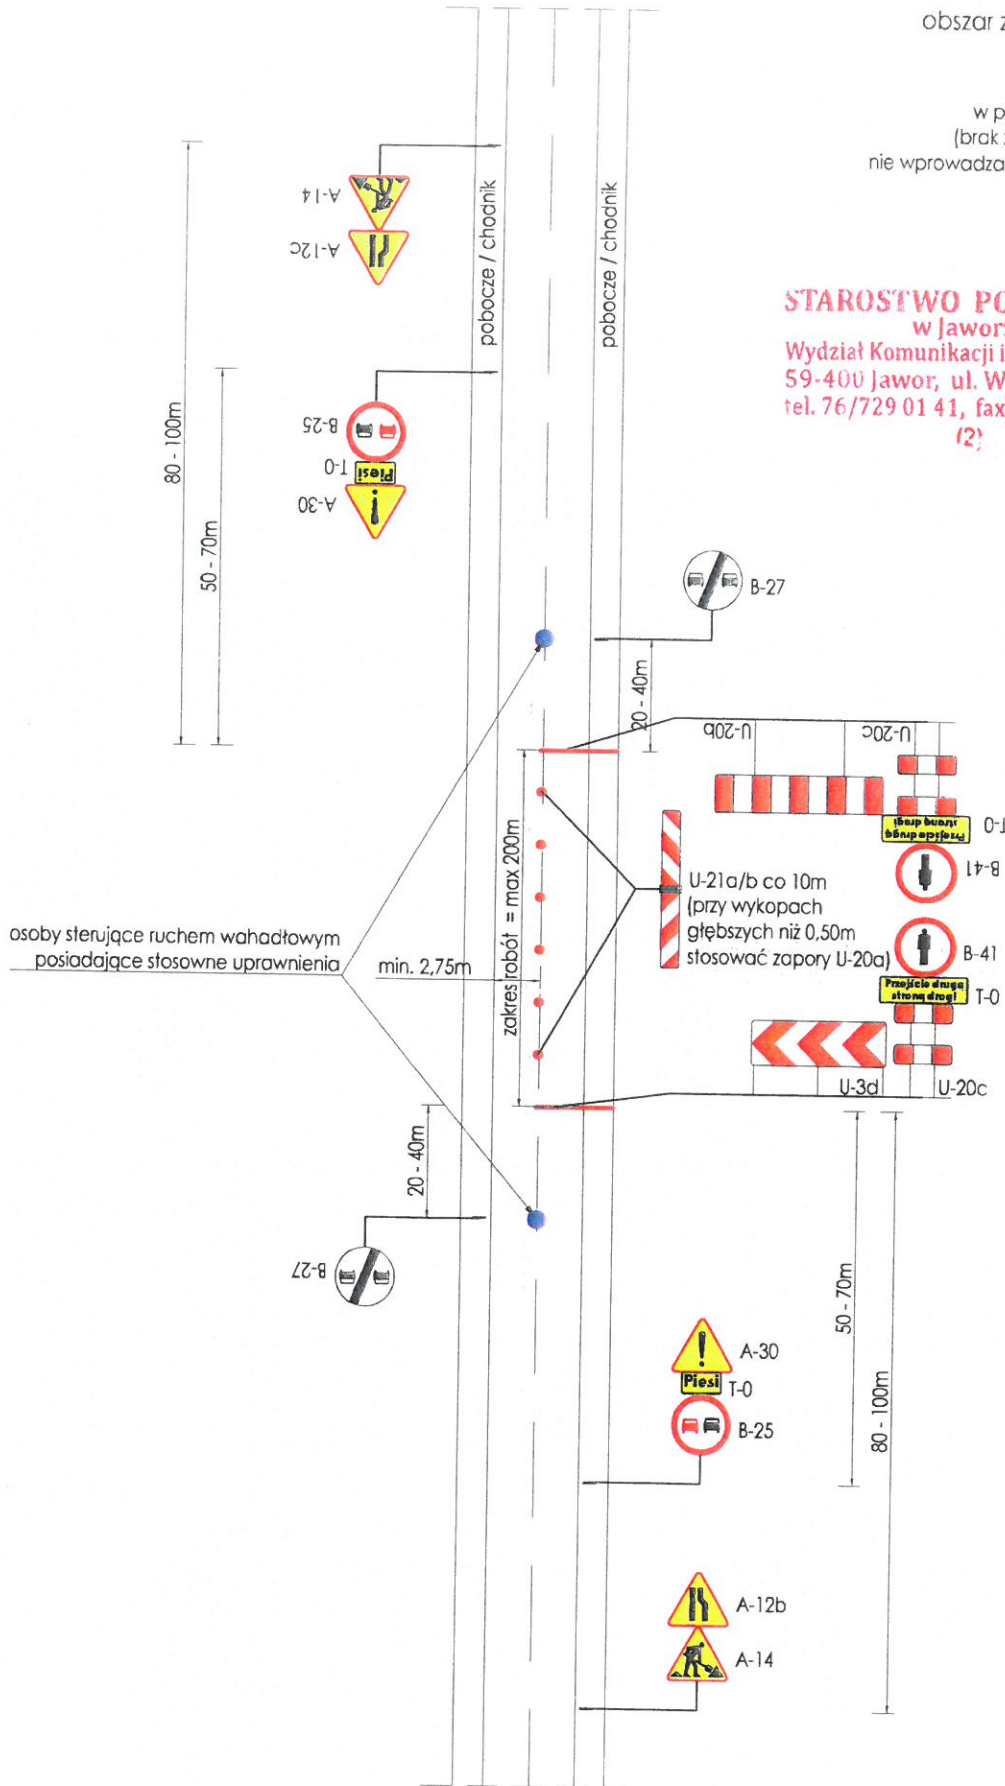 obszar z
w p
(brak z
nie wprowadza
A-14
A-12c
pobocze / chodnik
pobocze / chodnik
STAROSTWO PO
w Jaworz
Wydział Komunikacji i
59-400 Jawor, ul. W
tel. 76/729 01 41, fax
(2)
80 - 100m
50 - 70m
B-25
Piesi
T-0
A-30
B-27
20 - 40m
U-20b
U-20c
Przejście drugą
stroną drogi
T-0
B-41
zakres robót = max 200m
U-21a/b co 10m
(przy wykopach
głębszych niż 0,50m
stosować zapory U-20a)
osoby sterujące ruchem wahadłowym
posiadające stosowne uprawnienia
min. 2,75m
B-41
Przejście drugą
stroną drogi
T-0
U-3d
U-20c
20 - 40m
B-27
50 - 70m
80 - 100m
A-30
Piesi
T-0
B-25
A-12b
A-14